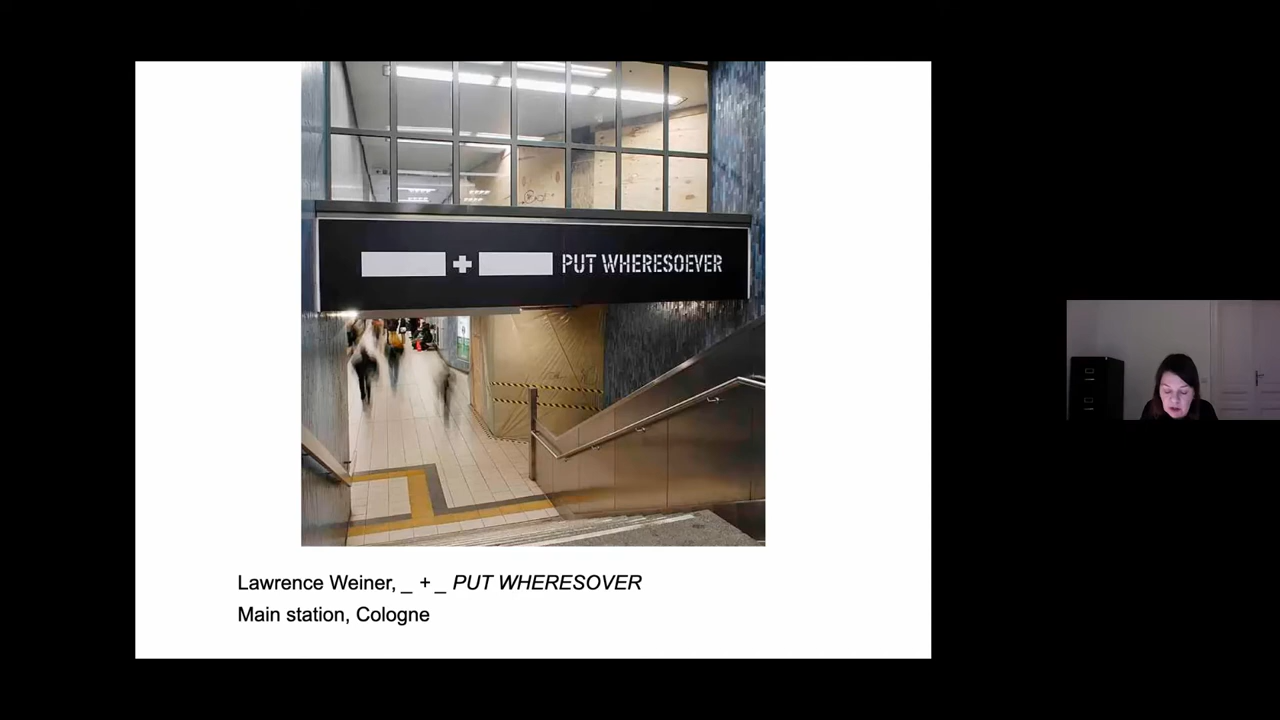 + PUT WHERESOEVER
Lawrence Weiner, _ + _ PUT WHERESOVER
Main station, Cologne